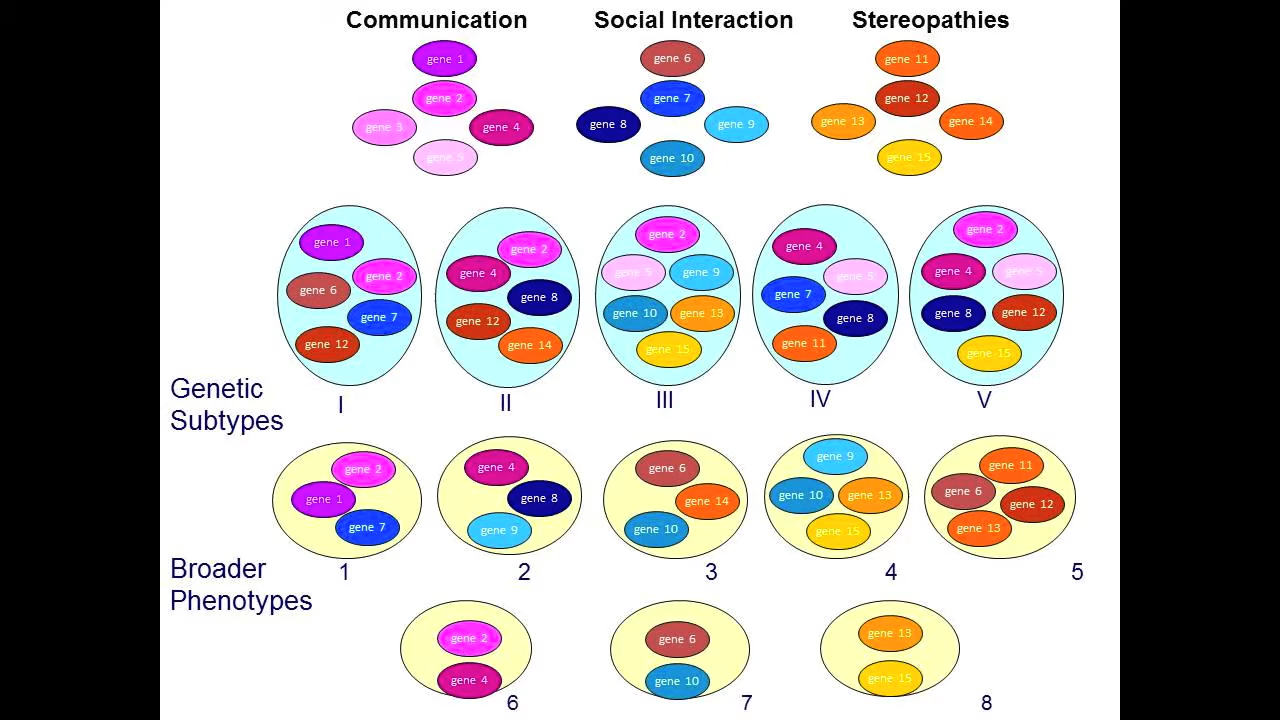 Communication
Social Interaction
Stereopathies
gene 1
gene 2
gene 3
gene 4
gene 5
gene 6
gene 7
gene 8
gene 9
gene 10
gene 11
gene 12
gene 13
gene 14
gene 15
Genetic
Subtypes
gene 1
gene 2
gene 6
gene 7
gene 12
I
gene 2
gene 4
gene 8
gene 12
gene 14
II
gene 2
gene 5
gene 9
gene 10
gene 13
gene 15
III
gene 4
gene 5
gene 7
gene 8
gene 11
IV
gene 2
gene 4
gene 5
gene 8
gene 12
gene 15
V
Broader
Phenotypes
gene 2
gene 1
gene 7
1
gene 4
gene 8
gene 9
2
gene 6
gene 14
gene 10
3
gene 9
gene 10
gene 13
gene 15
4
gene 11
gene 6
gene 12
gene 13
5
gene 2
gene 4
6
gene 6
gene 10
7
gene 13
gene 15
8